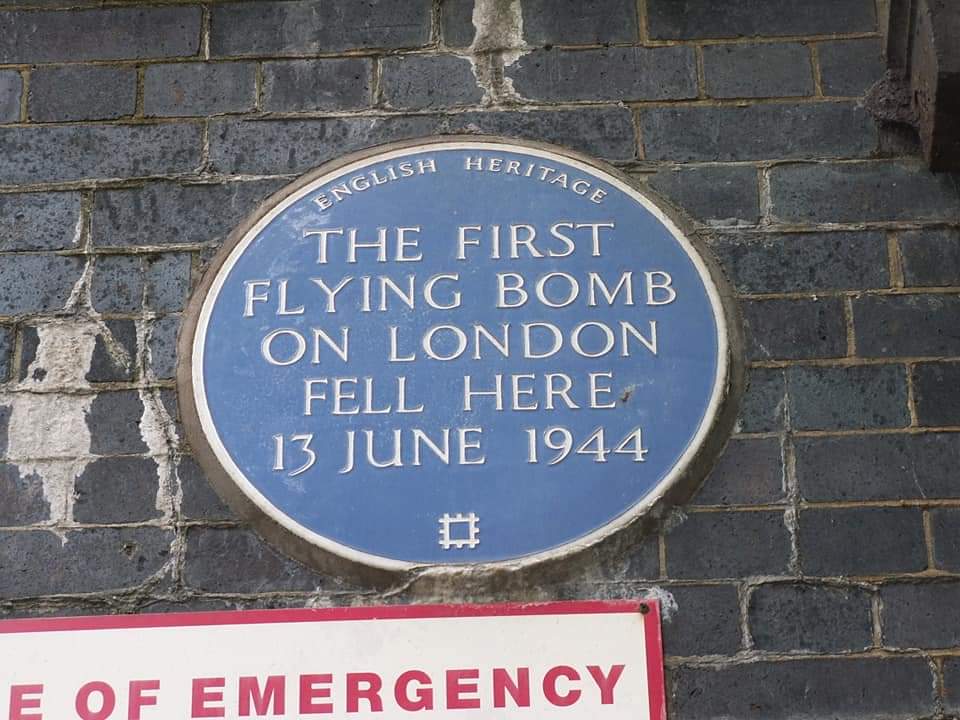 ENGLISH HERITAGE
THE FIRST
FLYING BOMB
ON LONDON
FELL HERE
13 JUNE 1944
E OF EMERGENCY